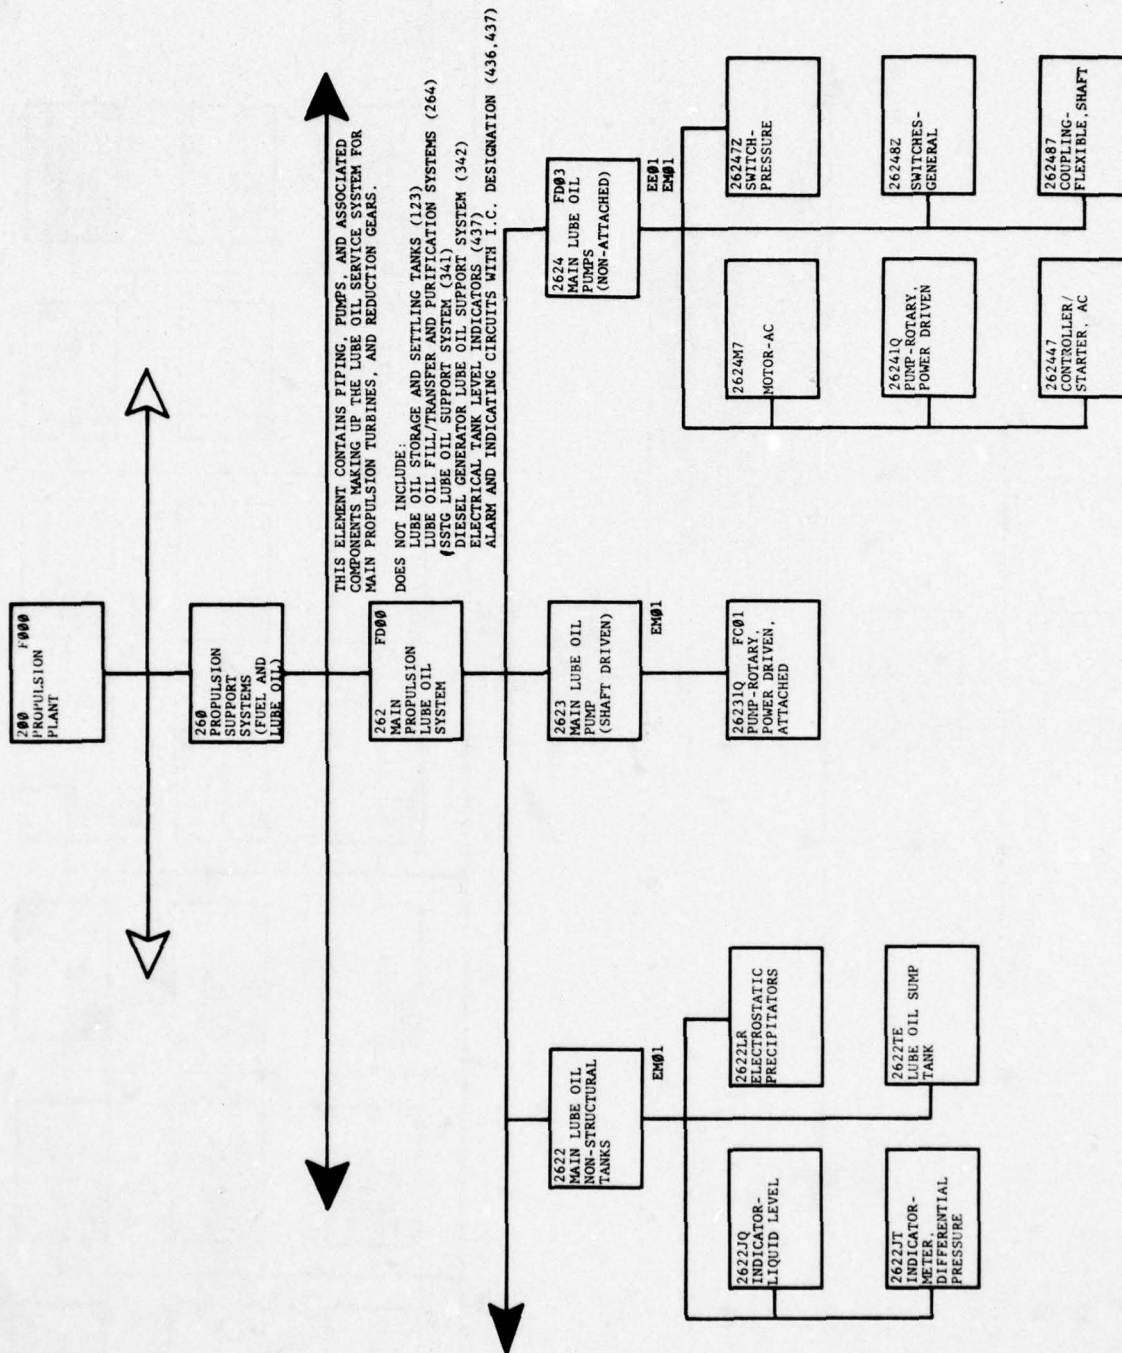 200 F000
PROPULSION
PLANT
260
PROPULSION
SUPPORT
SYSTEMS
(FUEL AND
LUBE OIL)
THIS ELEMENT CONTAINS PIPING, PUMPS, AND ASSOCIATED
COMPONENTS MAKING UP THE LUBE OIL SERVICE SYSTEM FOR
MAIN PROPULSION TURBINES, AND REDUCTION GEARS.
DOES NOT INCLUDE:
LUBE OIL STORAGE AND SETTLING TANKS (123)
LUBE OIL FILL/TRANSFER AND PURIFICATION SYSTEMS (264)
SSTG LUBE OIL SUPPORT SYSTEM (341)
DIESEL GENERATOR LUBE OIL SUPPORT SYSTEM (342)
ELECTRICAL TANK LEVEL INDICATORS (437)
ALARM AND INDICATING CIRCUITS WITH I.C. DESIGNATION (436,437)
262 FD00
MAIN
PROPULSION
LUBE OIL
SYSTEM
2622
MAIN LUBE OIL
NON-STRUCTURAL
TANKS
EM01
2623
MAIN LUBE OIL
PUMP
(SHAFT DRIVEN)
EM01
2624 FD03
MAIN LUBE OIL
PUMPS
(NON-ATTACHED)
EE01
EM01
2622JQ
INDICATOR-
LIQUID LEVEL
2622LR
ELECTROSTATIC
PRECIPITATORS
26231Q FC01
PUMP-ROTARY,
POWER DRIVEN,
ATTACHED
2624M7
MOTOR-AC
26247Z
SWITCH-
PRESSURE
2622JT
INDICATOR-
METER,
DIFFERENTIAL
PRESSURE
2622TE
LUBE OIL SUMP
TANK
26241Q
PUMP-ROTARY,
POWER DRIVEN
26248Z
SWITCHES-
GENERAL
262447
CONTROLLER/
STARTER, AC
262487
COUPLING-
FLEXIBLE,SHAFT